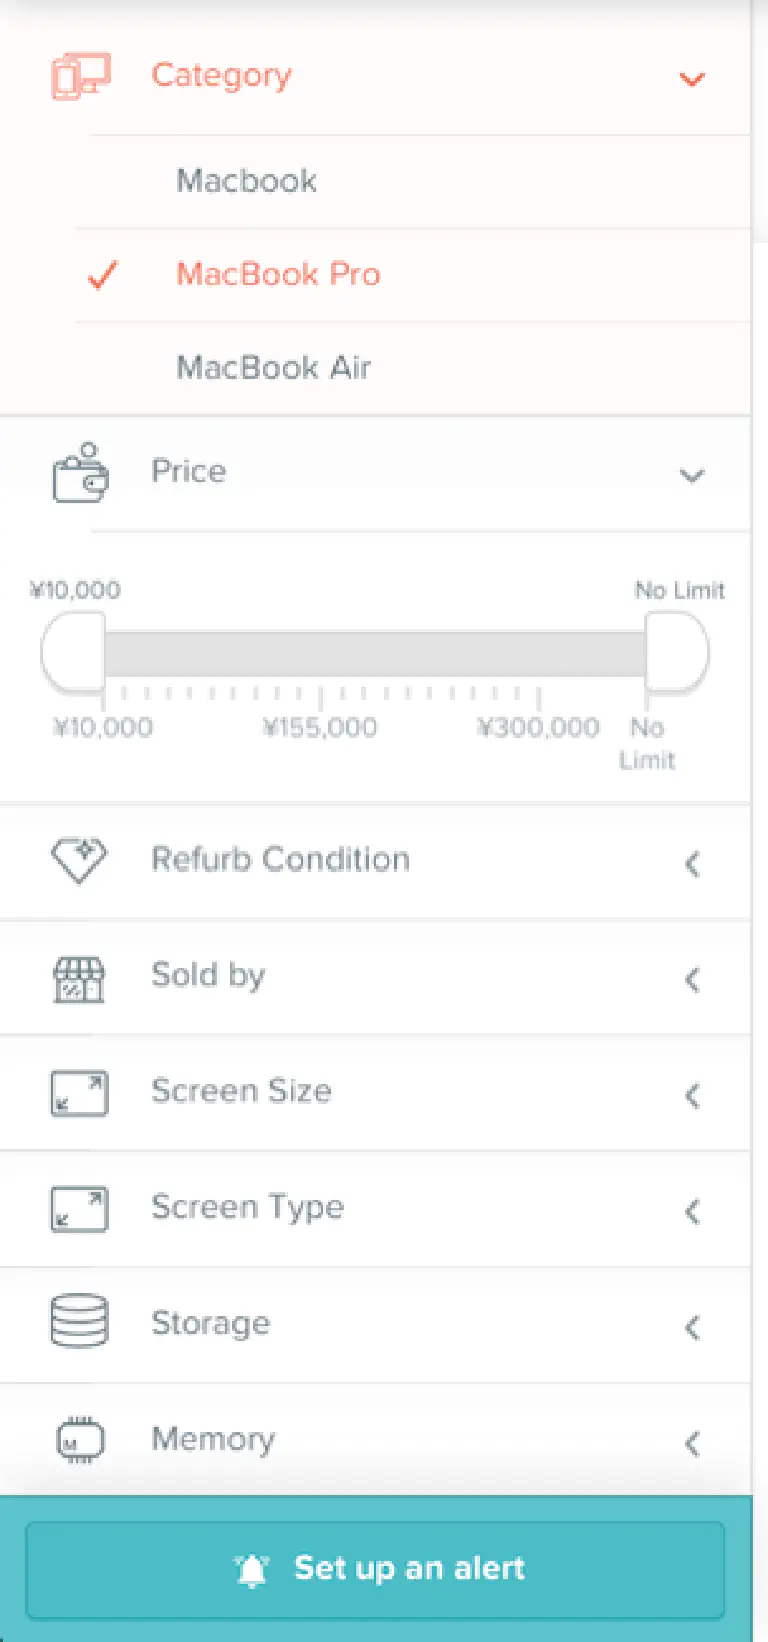 Category
Macbook
MacBook Pro
MacBook Air
Price
¥10,000 No Limit
¥10,000 ¥155,000 ¥300,000 No
Limit
Refurb Condition
Sold by
Screen Size
Screen Type
Storage
M
Memory
Set up an alert